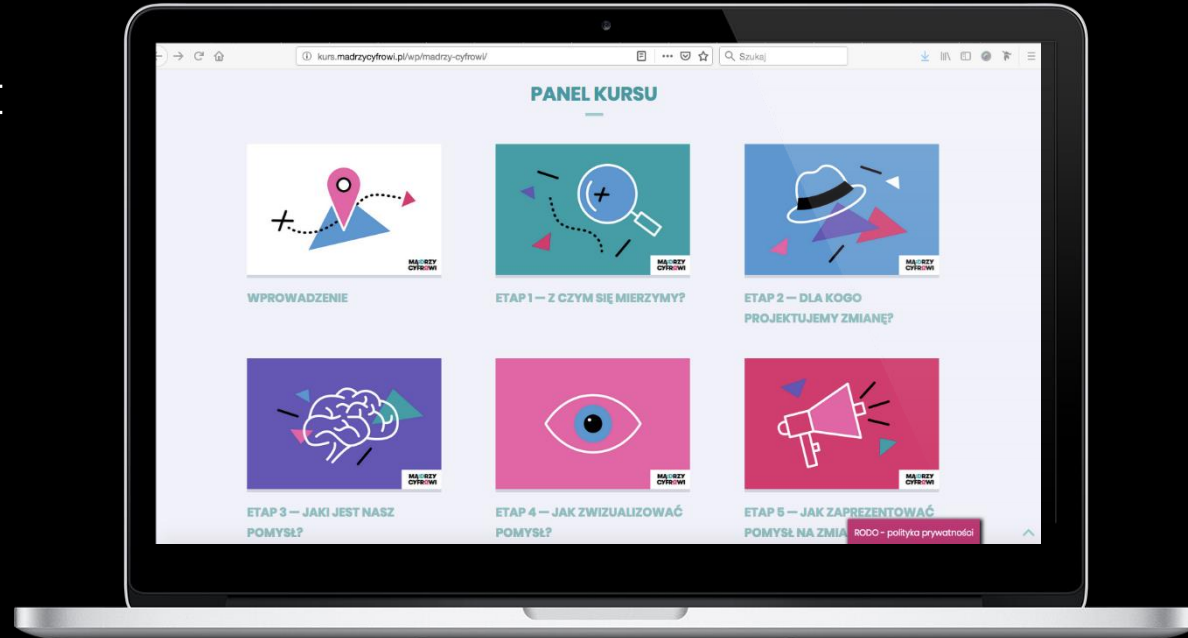 kurs.madrzycyfrowi.pl/wp/madrzy-cyfrowi/
Szukaj
PANEL KURSU
MĄDRZY
CYFROWI
WPROWADZENIE
MĄDRZY
CYFROWI
ETAP 1 — Z CZYM SIĘ MIERZYMY?
MĄDRZY
CYFROWI
ETAP 2 — DLA KOGO
PROJEKTUJEMY ZMIANĘ?
MĄDRZY
CYFROWI
ETAP 3 — JAKI JEST NASZ
POMYSŁ?
MĄDRZY
CYFROWI
ETAP 4 — JAK ZWIZUALIZOWAĆ
POMYSŁ?
MĄDRZY
CYFROWI
ETAP 5 — JAK ZAPREZENTOWAĆ
POMYSŁ NA
RODO - polityka prywatności